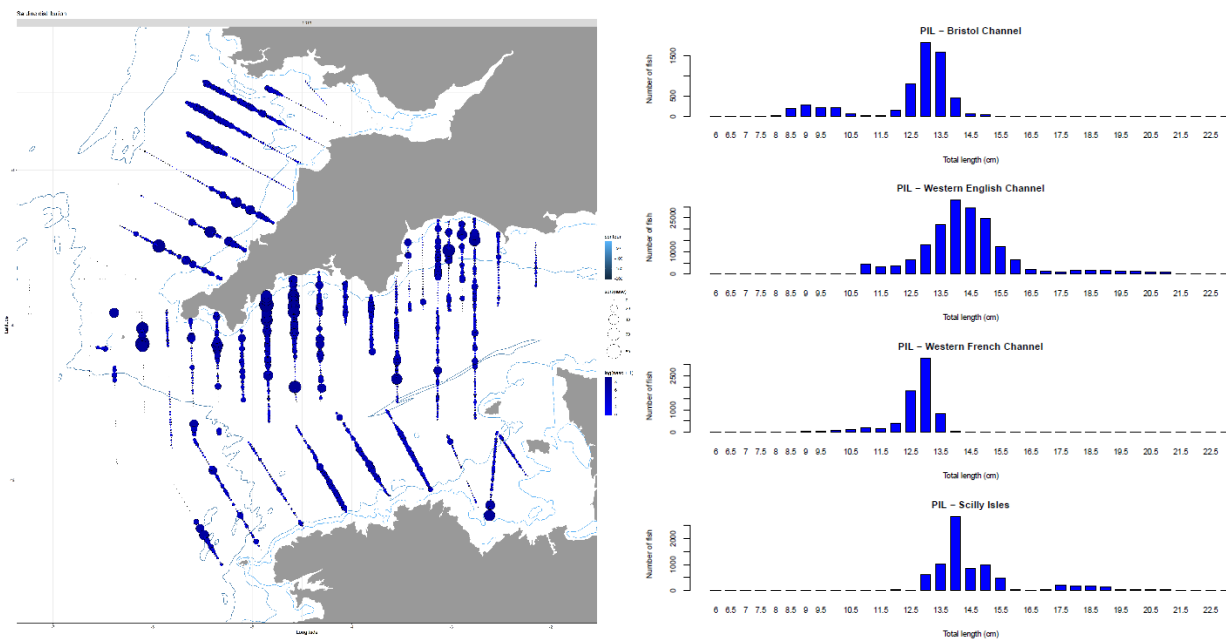 Longitude
PIL – Bristol Channel
Number of fish
0 500 1500
6 6.5 7 7.5 8 8.5 9 9.5 10 10.5 11.5 12.5 13.5 14.5 15.5 16.5 17.5 18.5 19.5 20.5 21.5 22.5
Total length (cm)
PIL – Western English Channel
Number of fish
0 10000 25000
6 6.5 7 7.5 8 8.5 9 9.5 10 10.5 11.5 12.5 13.5 14.5 15.5 16.5 17.5 18.5 19.5 20.5 21.5 22.5
Total length (cm)
PIL – Western French Channel
Number of fish
0 1000 2500
6 6.5 7 7.5 8 8.5 9 9.5 10 10.5 11.5 12.5 13.5 14.5 15.5 16.5 17.5 18.5 19.5 20.5 21.5 22.5
Total length (cm)
PIL – Scilly Isles
Number of fish
0 1000 2000
6 6.5 7 7.5 8 8.5 9 9.5 10 10.5 11.5 12.5 13.5 14.5 15.5 16.5 17.5 18.5 19.5 20.5 21.5 22.5
Total length (cm)